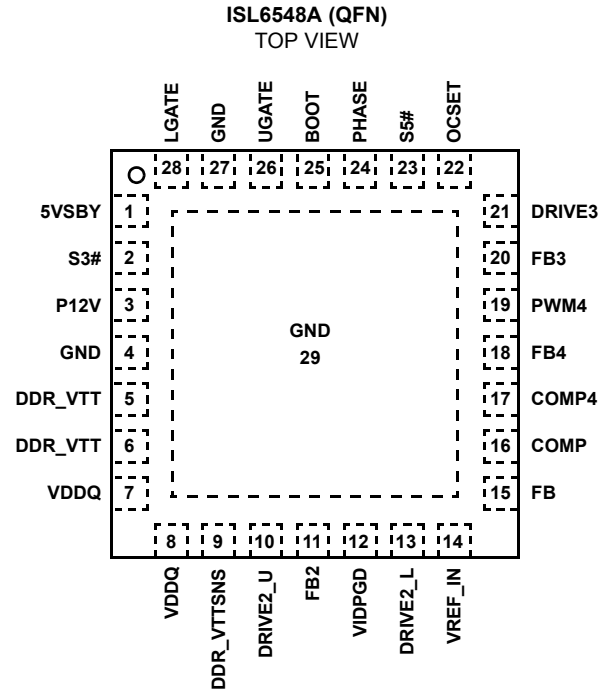 ISL6548A (QFN)
TOP VIEW
LGATE
GND
UGATE
BOOT
PHASE
S5#
OCSET
28 27 26 25 24 23 22
5VSBY 1
S3# 2
P12V 3
GND 4
DDR_VTT 5
DDR_VTT 6
VDDQ 7
GND
29
21 DRIVE3
20 FB3
19 PWM4
18 FB4
17 COMP4
16 COMP
15 FB
8 9 10 11 12 13 14
VDDQ
DDR_VTTSNS
DRIVE2_U
FB2
VIDPGD
DRIVE2_L
VREF_IN